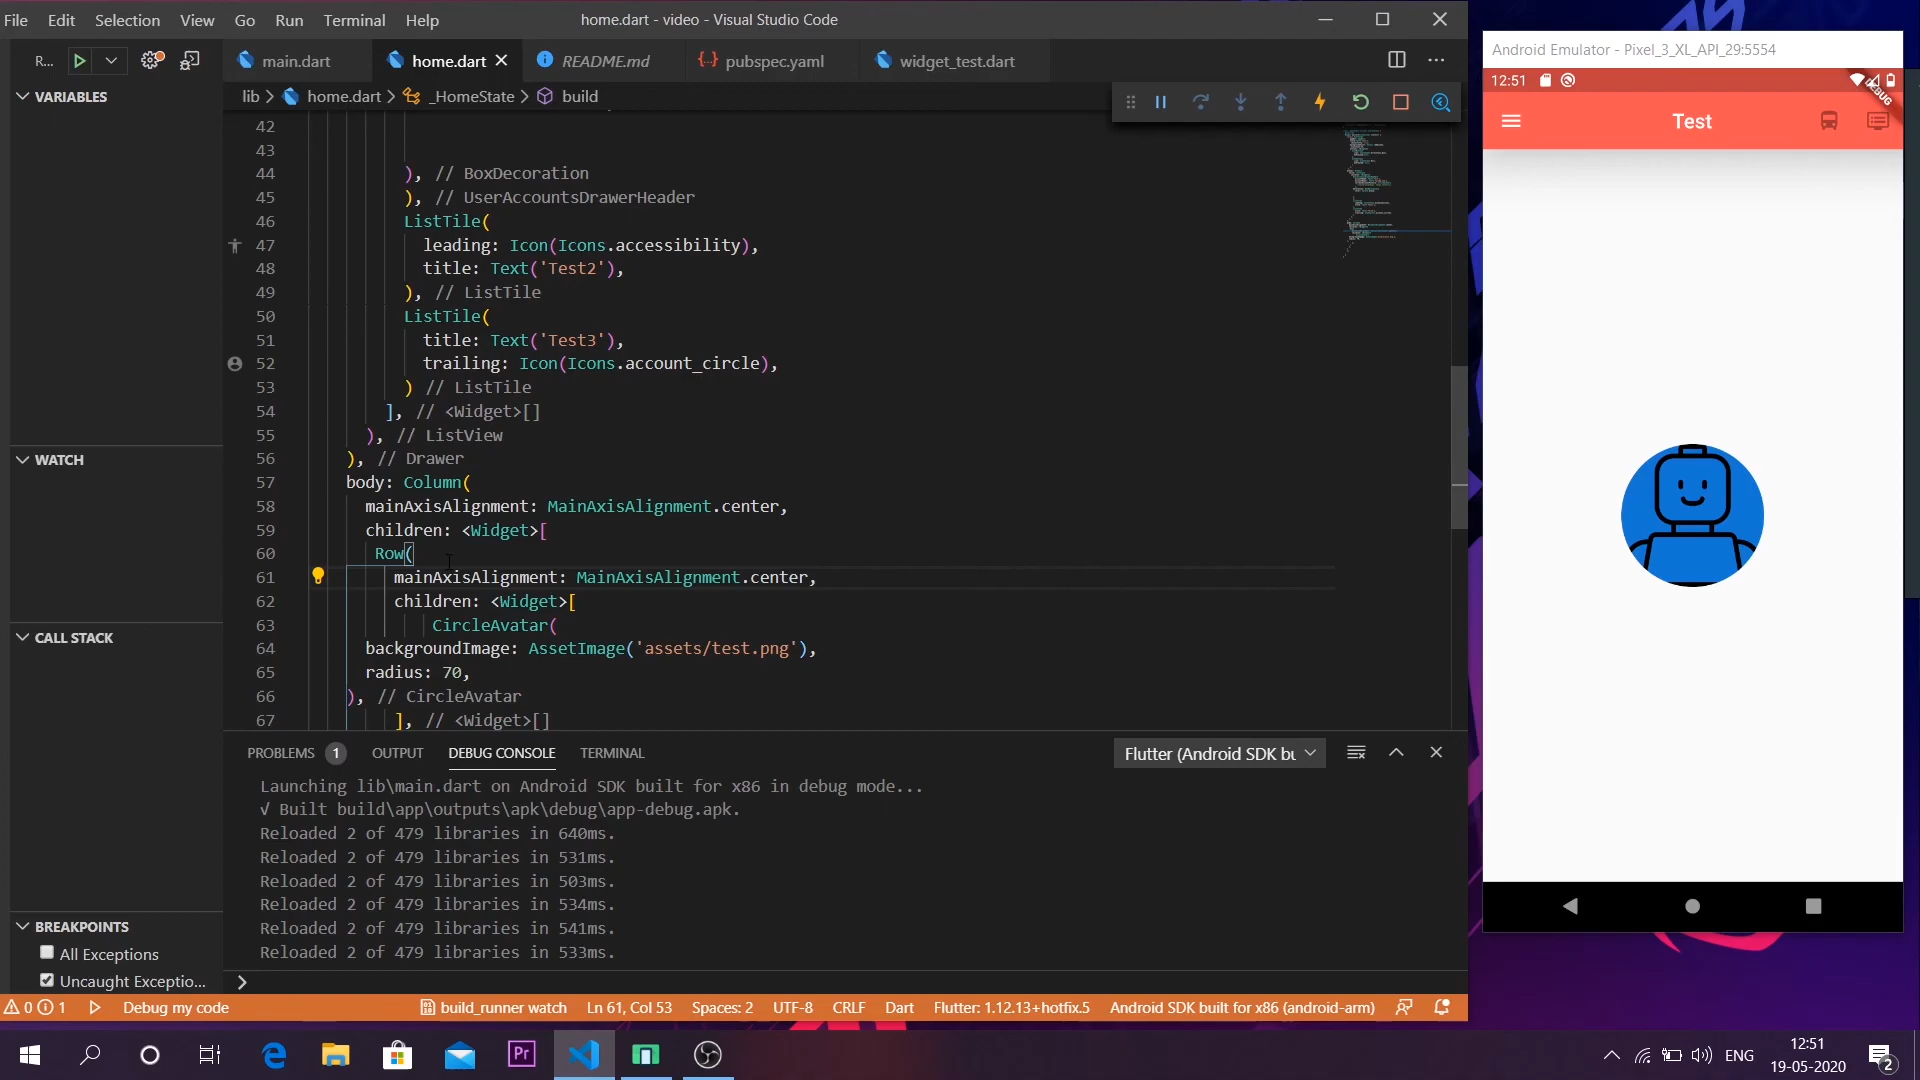 File Edit Selection View Go Run Terminal Help
home.dart - video - Visual Studio Code
R...
main.dart
home.dart
README.md
pubspec.yaml
widget_test.dart
VARIABLES
lib > home.dart > _HomeState > build
42
43
44 ), // BoxDecoration
45 ), // UserAccountsDrawerHeader
46 ListTile(
47 leading: Icon(Icons.accessibility),
48 title: Text('Test2'),
49 ), // ListTile
50 ListTile(
51 title: Text('Test3'),
52 trailing: Icon(Icons.account_circle),
53 ) // ListTile
54 ], // <Widget>[]
55 ), // ListView
56 ), // Drawer
57 body: Column(
58 mainAxisAlignment: MainAxisAlignment.center,
59 children: <Widget>[
60 Row(
61 mainAxisAlignment: MainAxisAlignment.center,
62 children: <Widget>[
63 CircleAvatar(
64 backgroundImage: AssetImage('assets/test.png'),
65 radius: 70,
66 ), // CircleAvatar
67 ], // <Widget>[]
WATCH
CALL STACK
BREAKPOINTS
All Exceptions
Uncaught Exceptio...
PROBLEMS 1 OUTPUT DEBUG CONSOLE TERMINAL
Flutter (Android SDK bu
Launching lib\main.dart on Android SDK built for x86 in debug mode...
√ Built build\app\outputs\apk\debug\app-debug.apk.
Reloaded 2 of 479 libraries in 640ms.
Reloaded 2 of 479 libraries in 531ms.
Reloaded 2 of 479 libraries in 503ms.
Reloaded 2 of 479 libraries in 534ms.
Reloaded 2 of 479 libraries in 541ms.
Reloaded 2 of 479 libraries in 533ms.
0 1 Debug my code
build_runner watch Ln 61, Col 53 Spaces: 2 UTF-8 CRLF Dart Flutter: 1.12.13+hotfix.5 Android SDK built for x86 (android-arm)
Android Emulator - Pixel_3_XL_API_29:5554
12:51
DEBUG
Test
Pr
ENG
12:51
19-05-2020
2